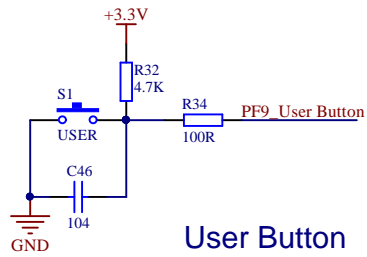 +3.3V
R32
4.7K
S1
USER
R34
100R
PF9_User Button
C46
104
GND
User Button